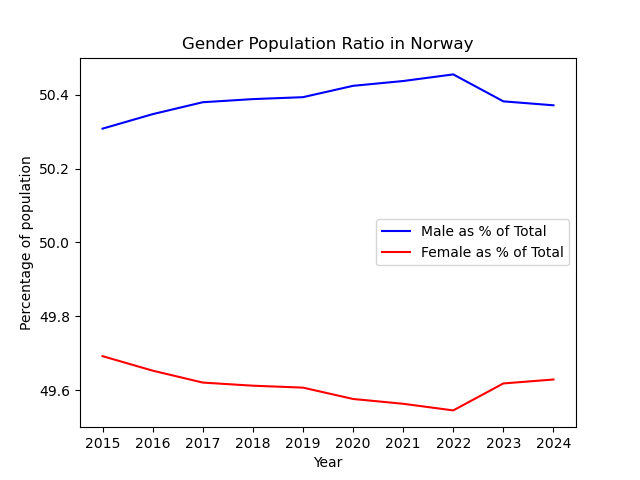 Gender Population Ratio in Norway
Percentage of population
50.4
50.2
50.0
49.8
49.6
Male as % of Total
Female as % of Total
2015 2016 2017 2018 2019 2020 2021 2022 2023 2024
Year